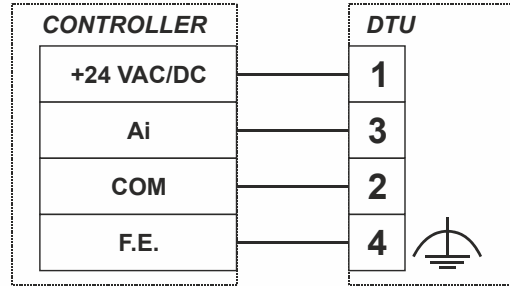 CONTROLLER DTU
+24 VAC/DC 1
Ai 3
COM 2
F.E. 4